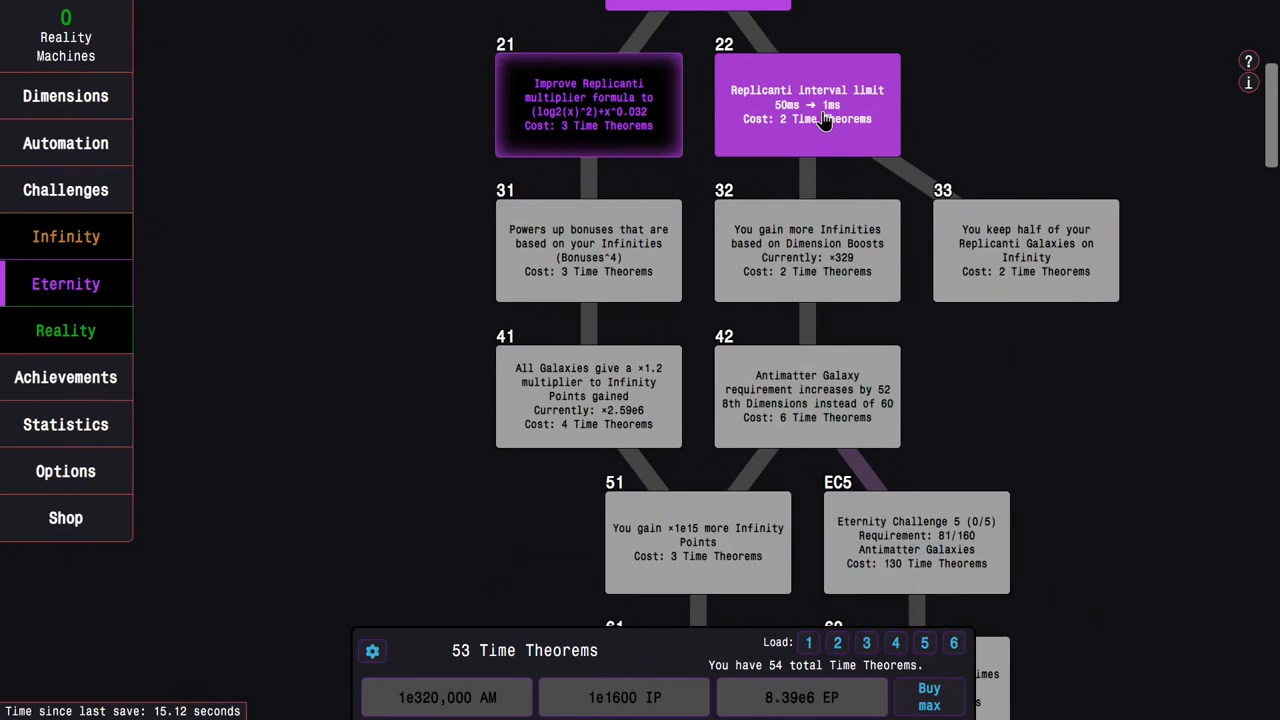 0
Reality
Machines
Dimensions
Automation
Challenges
Infinity
Eternity
Reality
Achievements
Statistics
Options
Shop
21
Improve Replicanti
multiplier formula to
(log2(x)^2)+x^0.032
Cost: 3 Time Theorems
22
Replicanti interval limit
50ms → 1ms
Cost: 2 Time Theorems
31
Powers up bonuses that are
based on your Infinities
(Bonuses^4)
Cost: 3 Time Theorems
32
You gain more Infinities
based on Dimension Boosts
Currently: ×329
Cost: 2 Time Theorems
33
You keep half of your
Replicanti Galaxies on
Infinity
Cost: 2 Time Theorems
41
All Galaxies give a ×1.2
multiplier to Infinity
Points gained
Currently: ×2.59e6
Cost: 4 Time Theorems
42
Antimatter Galaxy
requirement increases by 52
8th Dimensions instead of 60
Cost: 6 Time Theorems
51
You gain ×1e15 more Infinity
Points
Cost: 3 Time Theorems
EC5
Eternity Challenge 5 (0/5)
Requirement: 81/160
Antimatter Galaxies
Cost: 130 Time Theorems
53 Time Theorems
Load: 1 2 3 4 5 6
You have 54 total Time Theorems.
1e320,000 AM
1e1600 IP
8.39e6 EP
Buy
max
?
i
Time since last save: 15.12 seconds